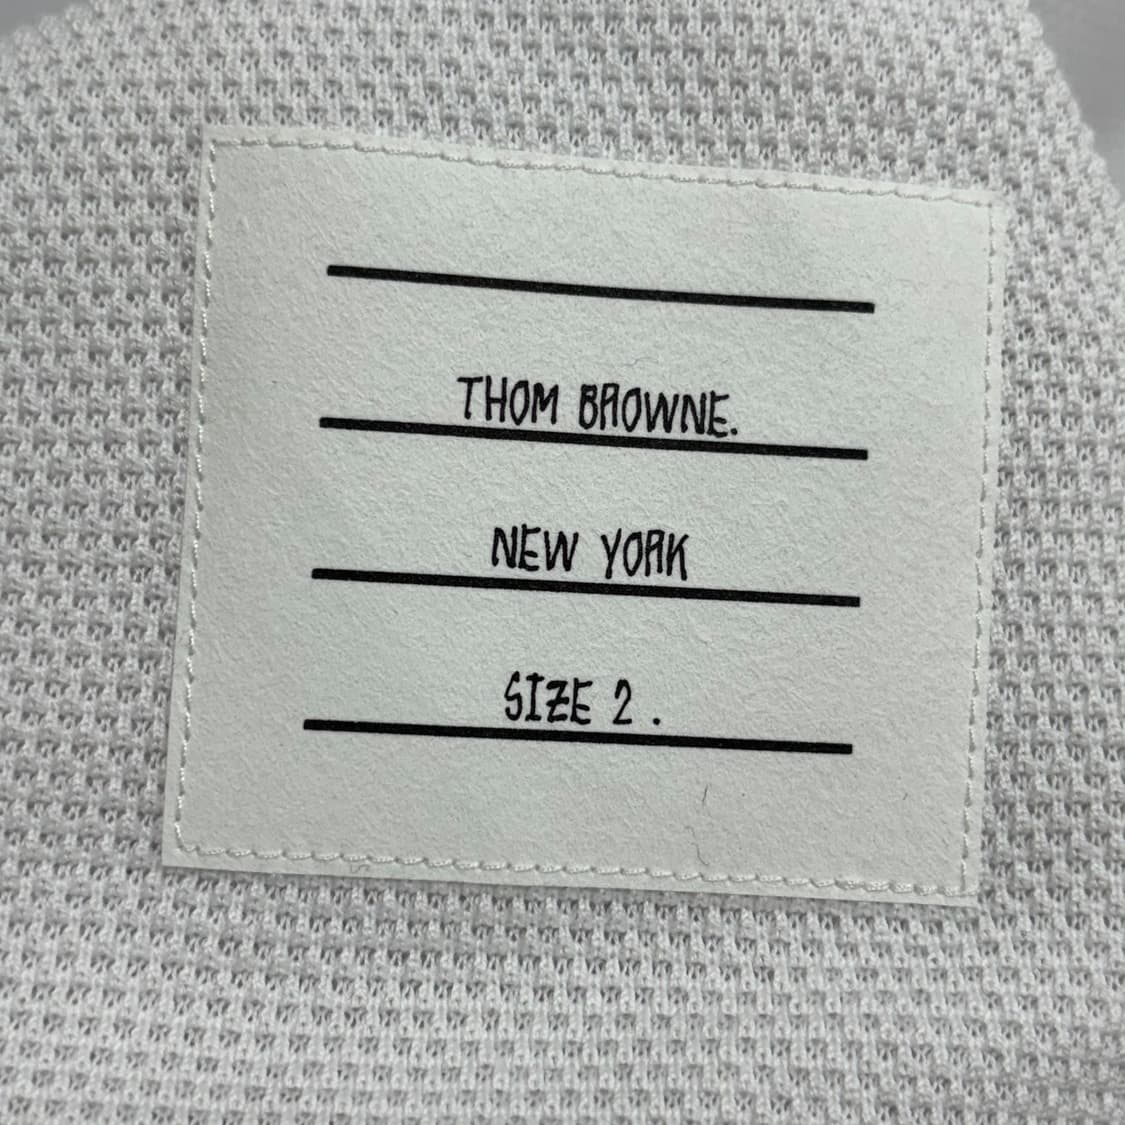 THOM BROWNE.
NEW YORK
SIZE 2 .